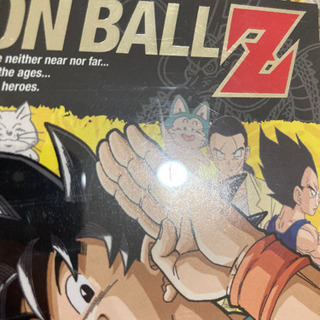 ON BALL Z
e neither near nor far...
the ages...
heroes.